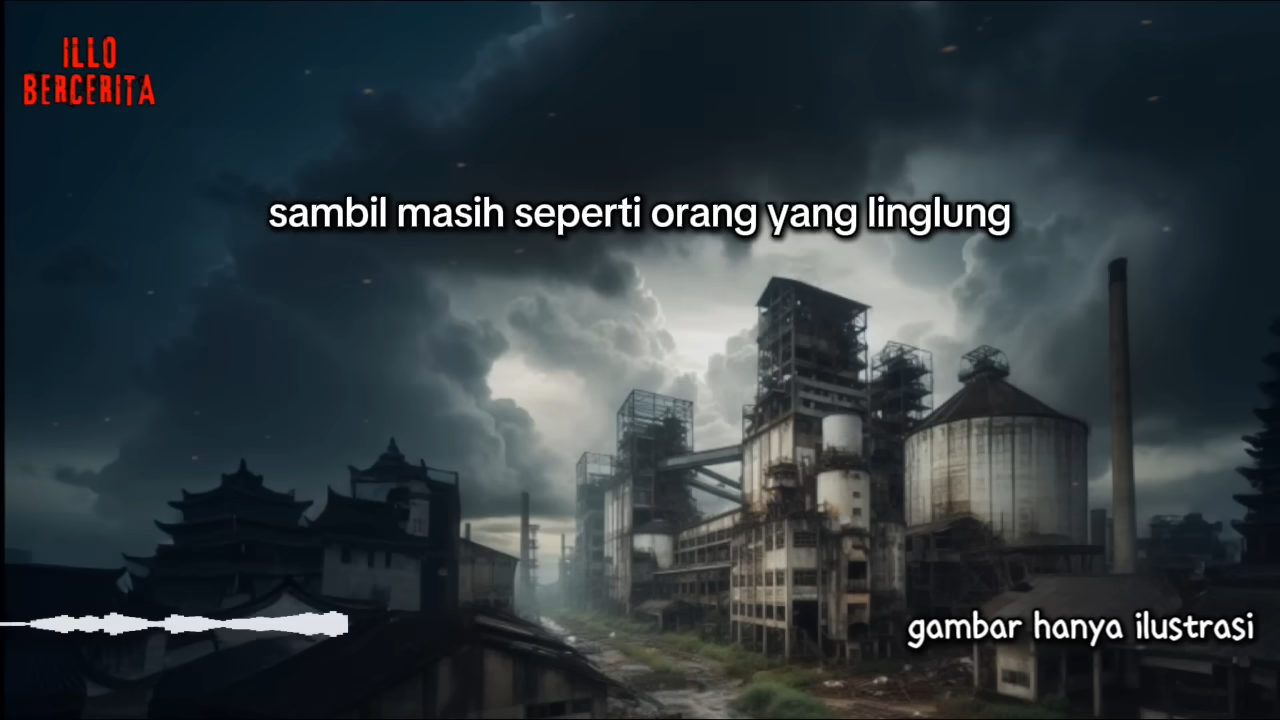 ILLO
BERCERITA
sambil masih seperti orang yang linglung
gambar hanya ilustrasi